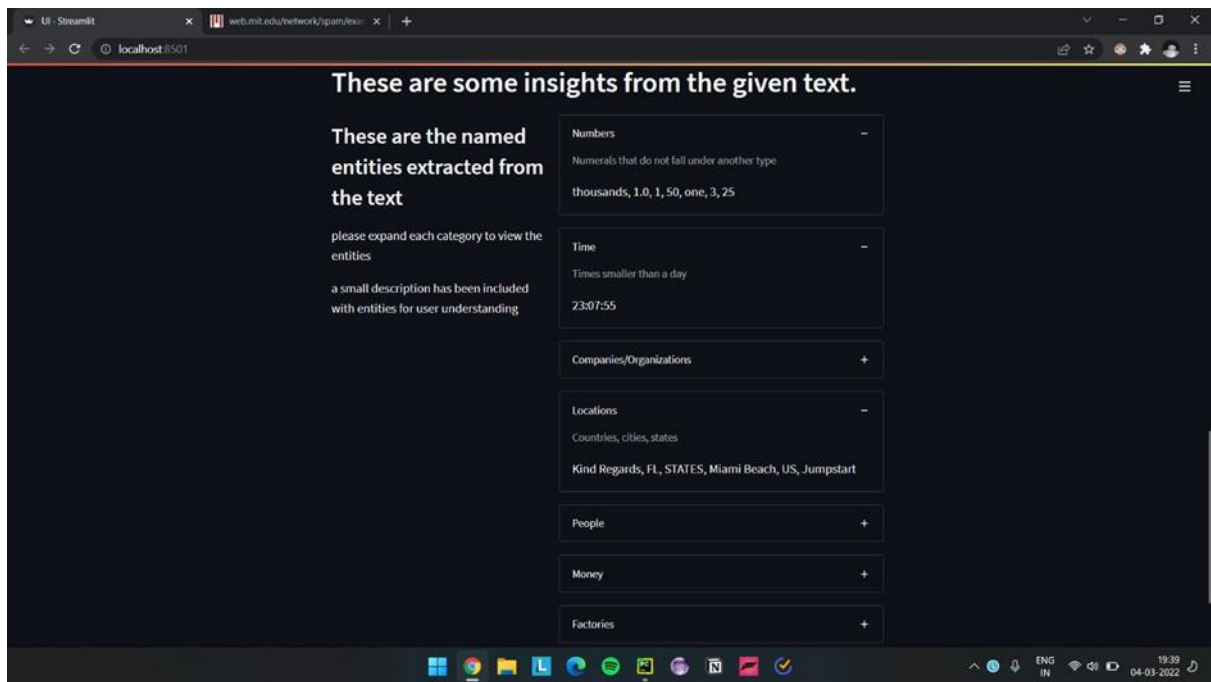 UI · Streamlit
web.mit.edu/network/spam/exa
localhost:8501
These are some insights from the given text.
These are the named
entities extracted from
the text
please expand each category to view the
entities
a small description has been included
with entities for user understanding
Numbers
Numerals that do not fall under another type
thousands, 1.0, 1, 50, one, 3, 25
Time
Times smaller than a day
23:07:55
Companies/Organizations
Locations
Countries, cities, states
Kind Regards, FL, STATES, Miami Beach, US, Jumpstart
People
Money
Factories
L
PC
N
ENG
IN
19:39
04-03-2022